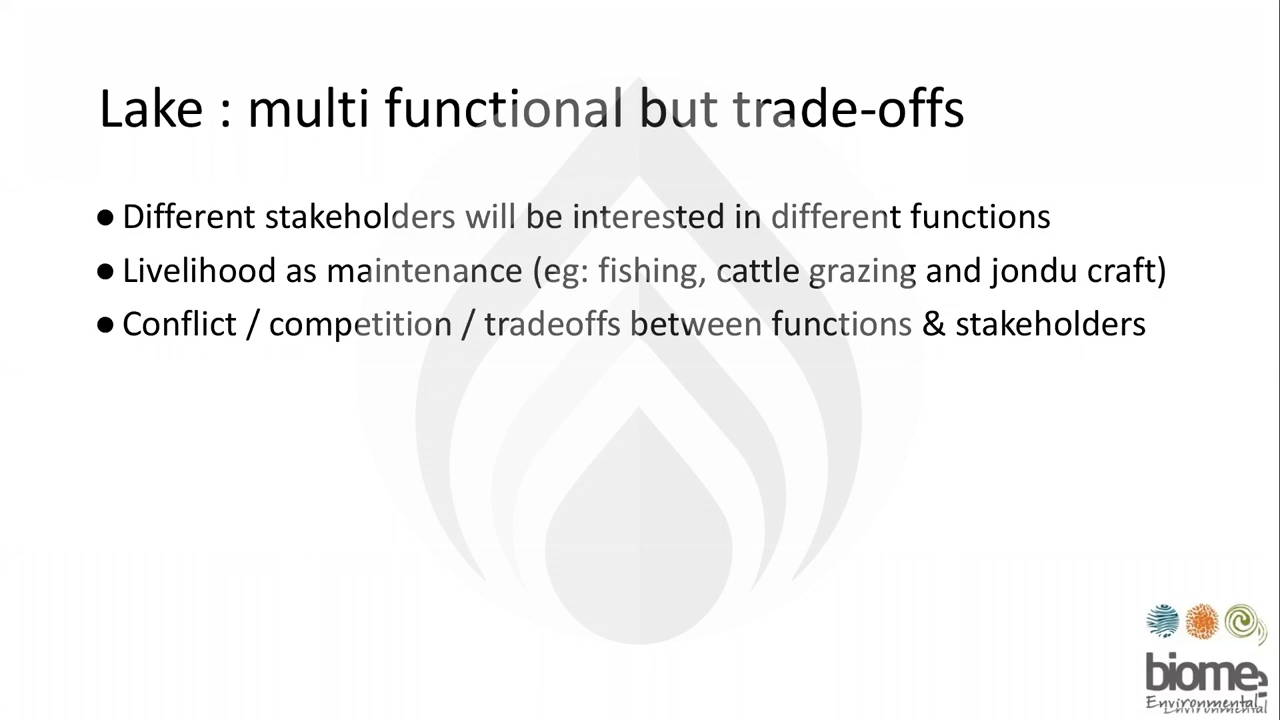 Lake : multi functional but trade-offs
● Different stakeholders will be interested in different functions
● Livelihood as maintenance (eg: fishing, cattle grazing and jondu craft)
● Conflict / competition / tradeoffs between functions & stakeholders
biome
Environmental